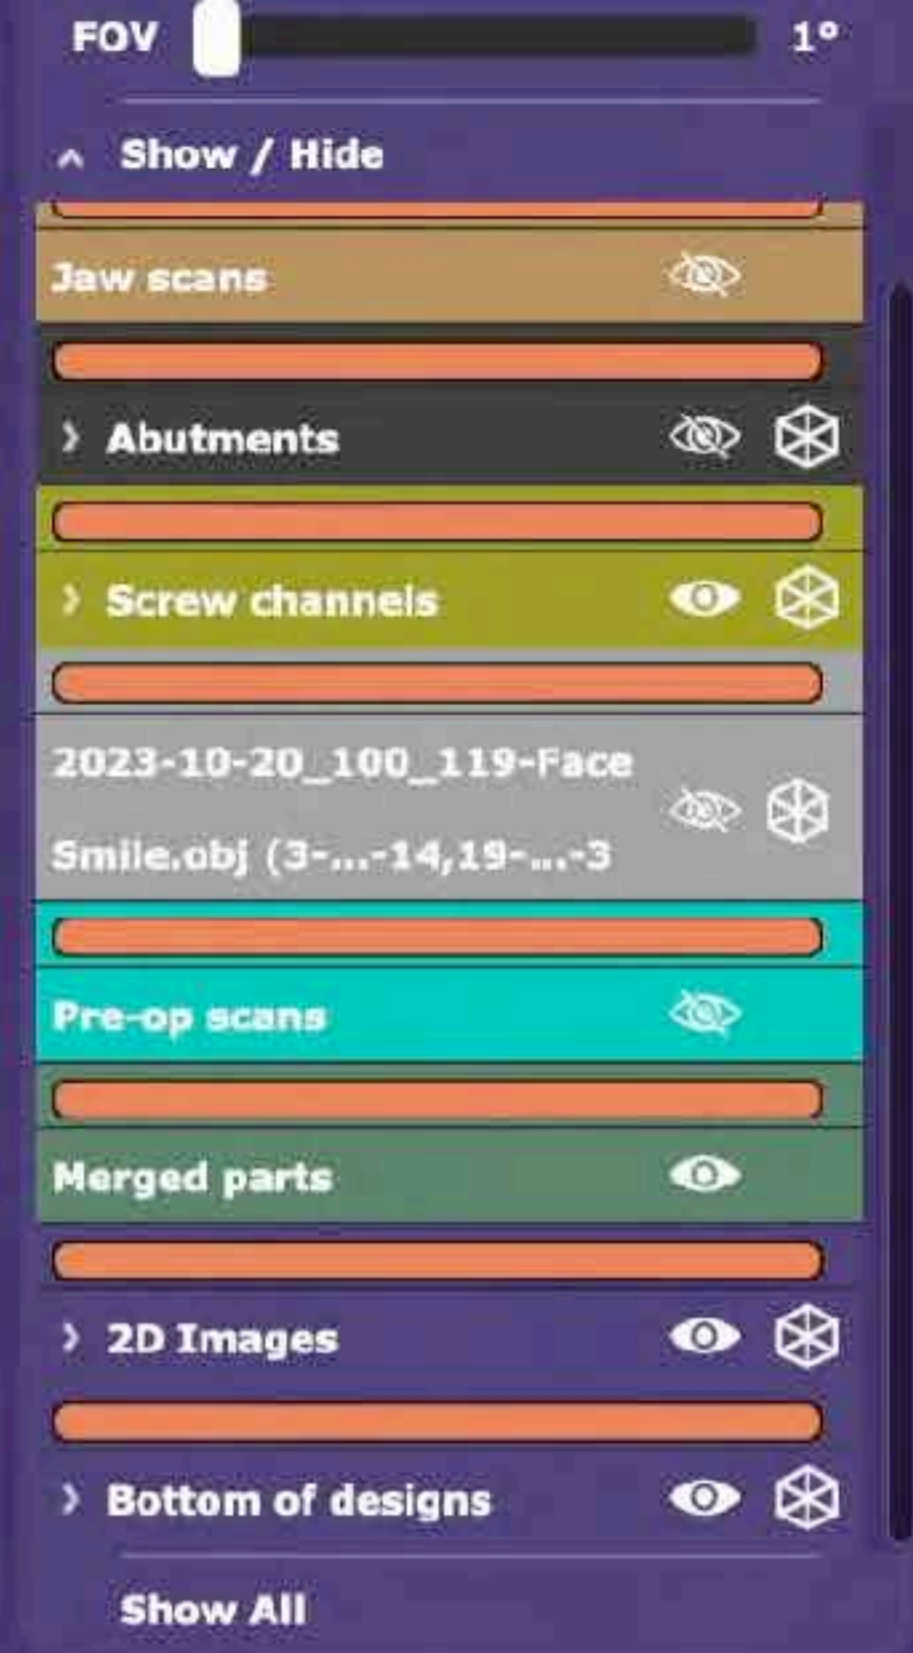 FOV 1°
Show / Hide
Jaw scans
Abutments
Screw channels
2023-10-20_100_119-Face
Smile.obj (3-...-14,19-...-3
Pre-op scans
Merged parts
2D Images
Bottom of designs
Show All